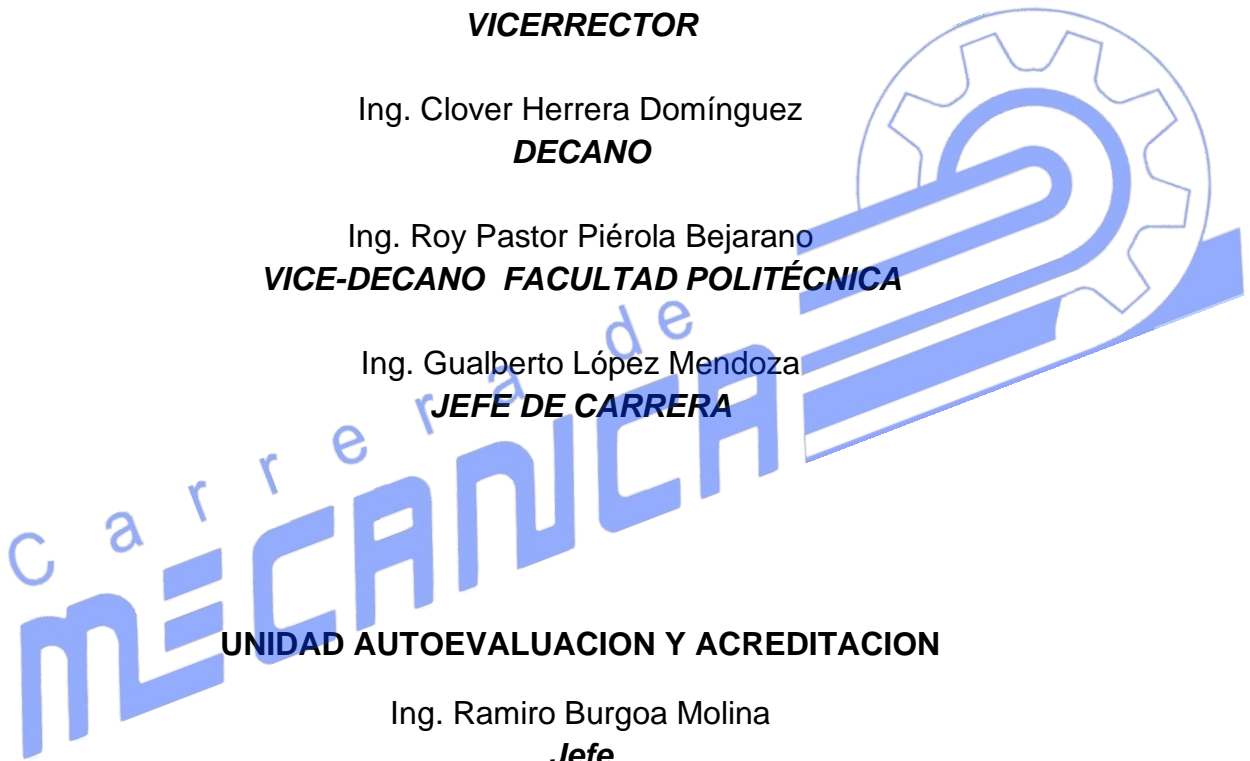 VICERRECTOR
Ing. Clover Herrera Domínguez
DECANO
Ing. Roy Pastor Piérola Bejarano
VICE-DECANO FACULTAD POLITÉCNICA
Ing. Gualberto López Mendoza
JEFE DE CARRERA
Carrera de
MECANICA
UNIDAD AUTOEVALUACION Y ACREDITACION
Ing. Ramiro Burgoa Molina
Jefe